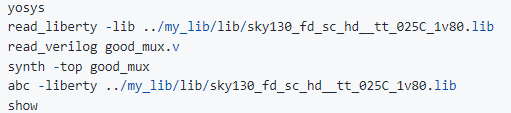 yosys
read_liberty -lib ../my_lib/lib/sky130_fd_sc_hd__tt_025C_1v80.lib
read_verilog good_mux.v
synth -top good_mux
abc -liberty ../my_lib/lib/sky130_fd_sc_hd__tt_025C_1v80.lib
show